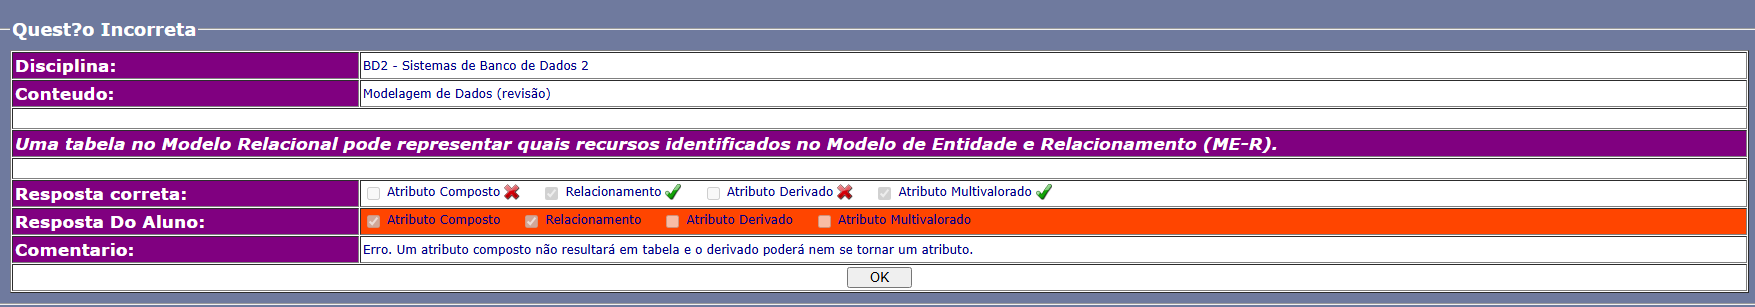 Quest?o Incorreta
Disciplina: BD2 - Sistemas de Banco de Dados 2
Conteudo: Modelagem de Dados (revisão)
Uma tabela no Modelo Relacional pode representar quais recursos identificados no Modelo de Entidade e Relacionamento (ME-R).
Resposta correta: Atributo Composto Relacionamento Atributo Derivado Atributo Multivalorado
Resposta Do Aluno: Atributo Composto Relacionamento Atributo Derivado Atributo Multivalorado
Comentario: Erro. Um atributo composto não resultará em tabela e o derivado poderá nem se tornar um atributo.
OK